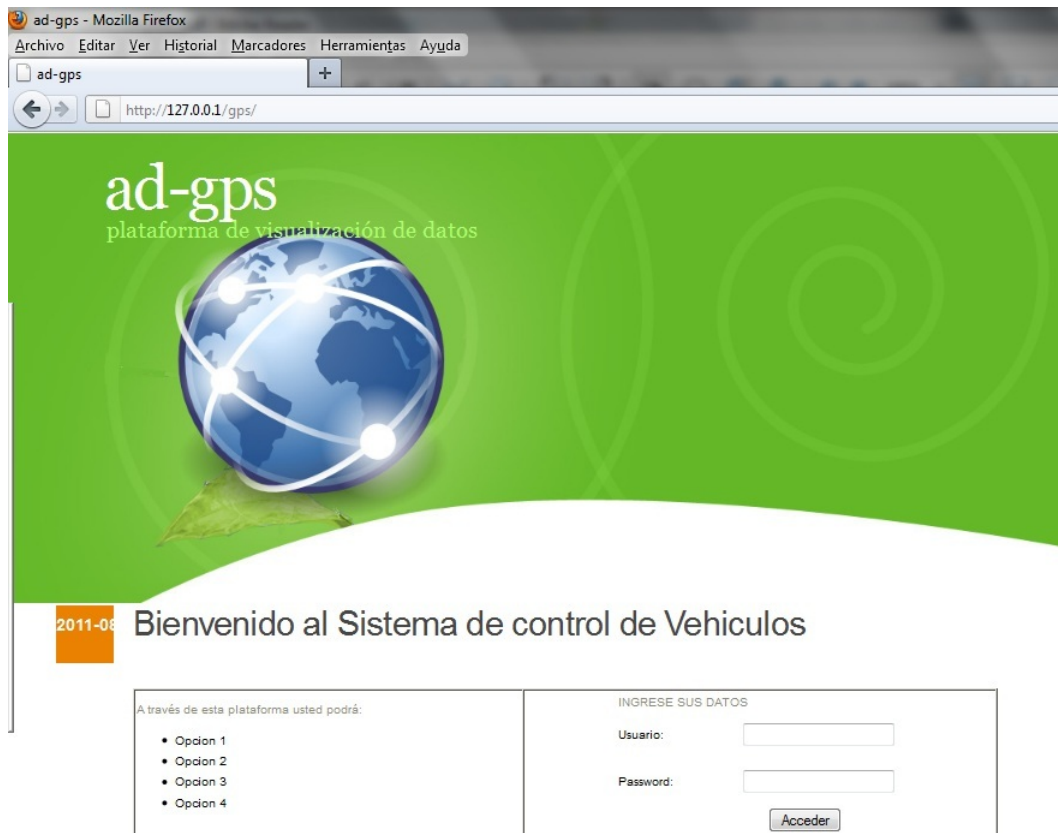 ad-gps - Mozilla Firefox
Archivo Editar Ver Historial Marcadores Herramientas Ayuda
ad-gps
http://127.0.0.1/gps/
ad-gps
plataforma de visualización de datos
2011-08
Bienvenido al Sistema de control de Vehiculos
A través de esta plataforma usted podrá:
Opcion 1
Opcion 2
Opcion 3
Opcion 4
INGRESE SUS DATOS
Usuario:
Password:
Acceder